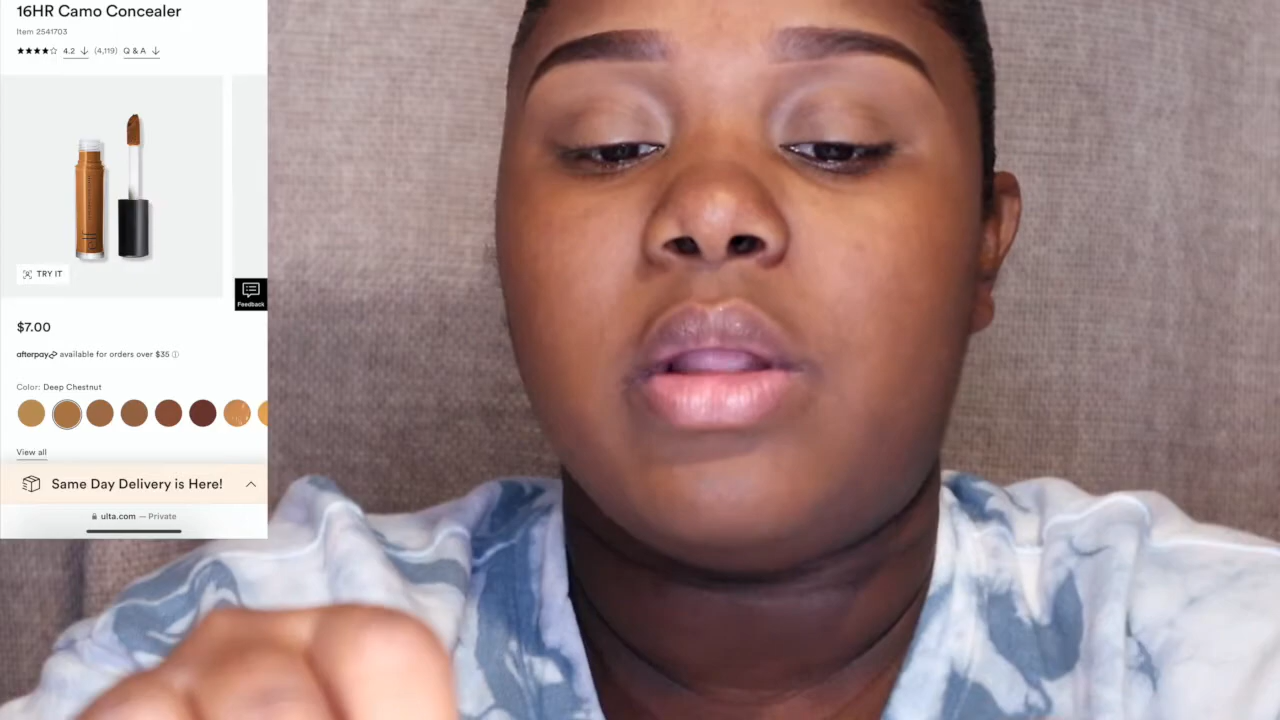 16HR Camo Concealer
Item 2541703
4.2 (4,119) Q & A
e.l.f.
TRY IT
Feedback
$7.00
afterpay available for orders over $35
Color: Deep Chestnut
View all
Same Day Delivery is Here!
ulta.com — Private